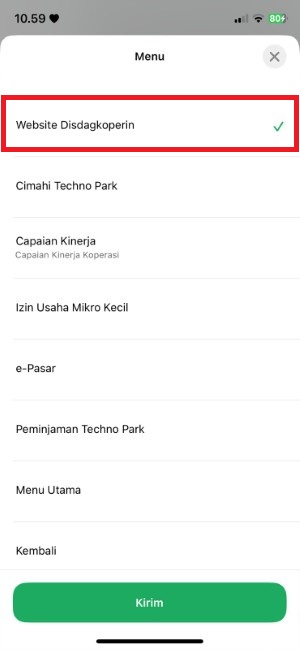 10.59
80
Menu
Website Disdagkoperin
Cimahi Techno Park
Capaian Kinerja
Capaian Kinerja Koperasi
Izin Usaha Mikro Kecil
e-Pasar
Peminjaman Techno Park
Menu Utama
Kembali
Kirim